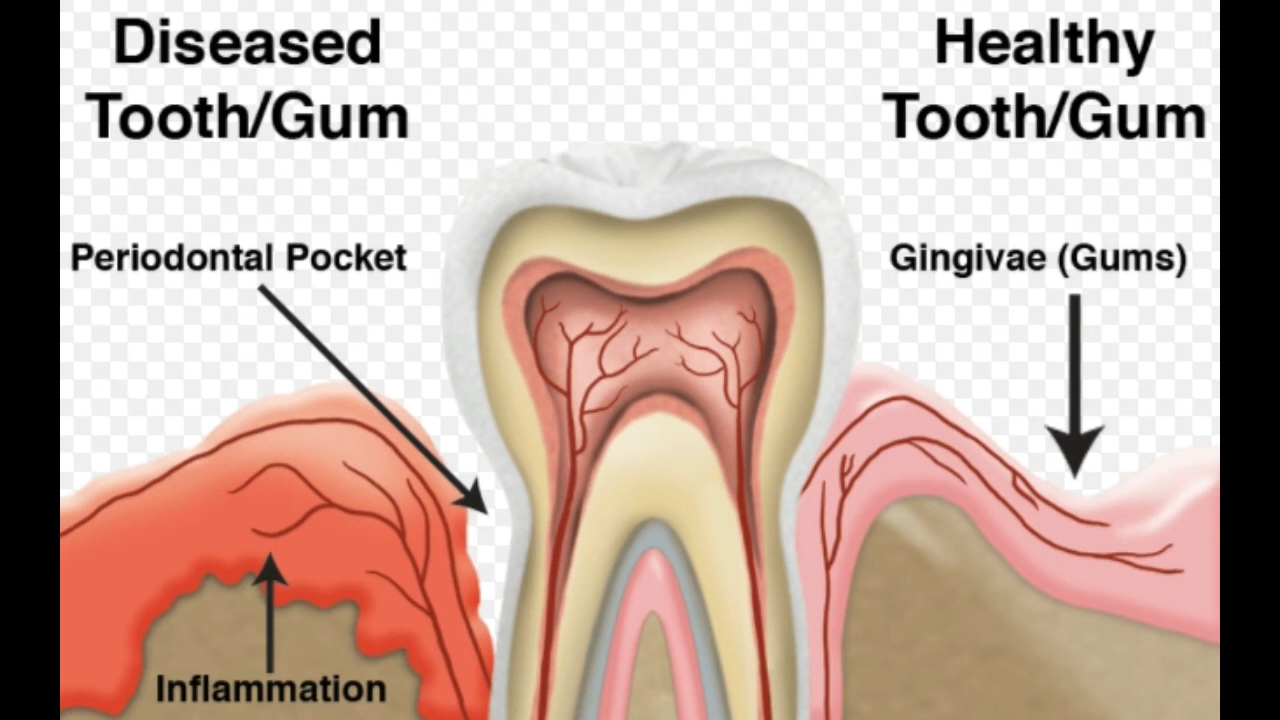 Diseased
Tooth/Gum
Periodontal Pocket
Inflammation
Healthy
Tooth/Gum
Gingivae (Gums)